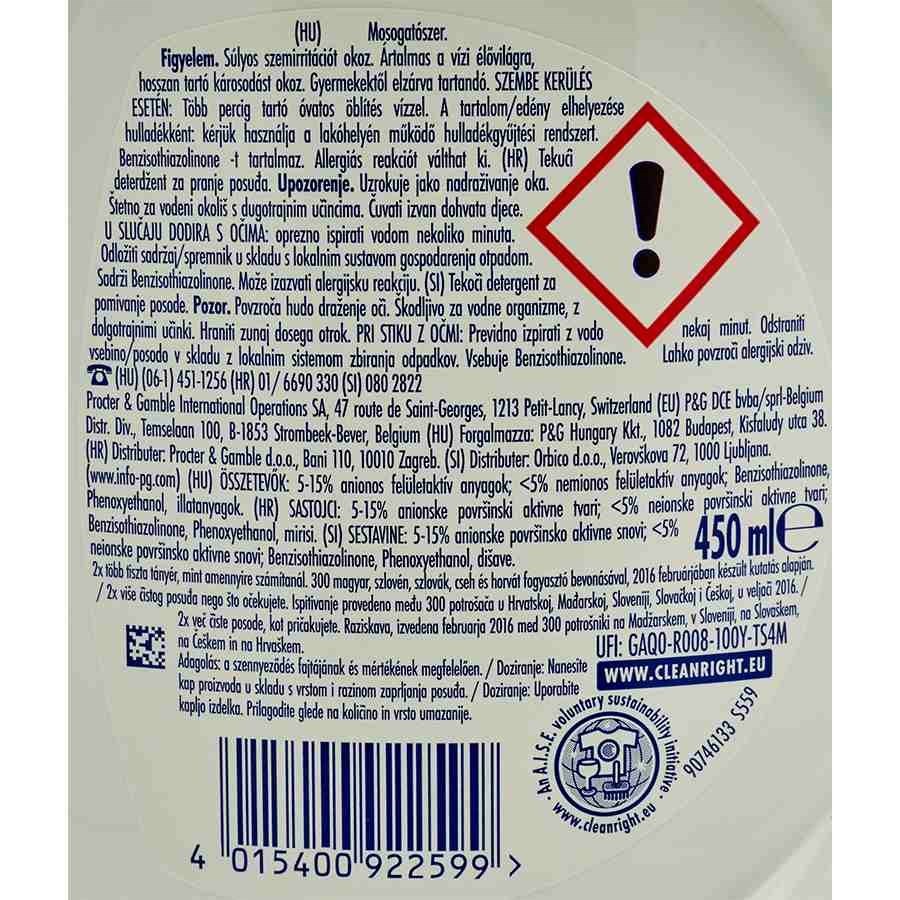 (HU) Mosogatószer.
Figyelem. Súlyos szemirritációt okoz. Ártalmas a vízi élővilágra,
hosszan tartó károsodást okoz. Gyermekektől elzárva tartandó. SZEMBE KERÜLÉS
ESETÉN: Több percig tartó óvatos öblítés vízzel. A tartalom/edény elhelyezése
hulladékként: kérjük használja a lakóhelyén működő hulladékgyűjtési rendszert.
Benzisothiazolinone -t tartalmaz. Allergiás reakciót válthat ki. (HR) Tekući
deterdžent za pranje posuđa. Upozorenje. Uzrokuje jako nadraživanje oka.
Štetno za vodeni okoliš s dugotrajnim učincima. Čuvati izvan dohvata djece.
U SLUČAJU DODIRA S OČIMA: oprezno ispirati vodom nekoliko minuta.
Odložiti sadržaj/spremnik u skladu s lokalnim sustavom gospodarenja otpadom.
Sadrži Benzisothiazolinone. Može izazvati alergijsku reakciju. (SI) Tekoči detergent za
pomivanje posode. Pozor. Povzroča hudo draženje oči. Škodljivo za vodne organizme, z
dolgotrajnimi učinki. Hraniti zunaj dosega otrok. PRI STIKU Z OČMI: Previdno izpirati z vodo nekaj minut. Odstraniti
vsebino/posodo v skladu z lokalnim sistemom zbiranja odpadkov. Vsebuje Benzisothiazolinone. Lahko povzroči alergijski odziv.
(HU) (06-1) 451-1256 (HR) 01/ 6690 330 (SI) 080 2822
Procter & Gamble International Operations SA, 47 route de Saint-Georges, 1213 Petit-Lancy, Switzerland (EU) P&G DCE bvba/sprl-Belgium
Distr. Div., Temselaan 100, B-1853 Strombeek-Bever, Belgium (HU) Forgalmazza: P&G Hungary Kkt., 1082 Budapest, Kisfaludy utca 38.
(HR) Distributer: Procter & Gamble d.o.o., Bani 110, 10010 Zagreb. (SI) Distributer: Orbico d.o.o., Verovškova 72, 1000 Ljubljana.
(www.info-pg.com) (HU) ÖSSZETEVŐK: 5-15% anionos felületaktív anyagok; <5% nemionos felületaktív anyagok; Benzisothiazolinone,
Phenoxyethanol, illatanyagok. (HR) SASTOJCI: 5-15% anionske površinski aktivne tvari; <5% neionske površinski aktivne tvari;
Benzisothiazolinone, Phenoxyethanol, mirisi. (SI) SESTAVINE: 5-15% anionske površinsko aktivne snovi; <5%
neionske površinsko aktivne snovi; Benzisothiazolinone, Phenoxyethanol, dišave.
450 ml e
2x több tiszta tányér, mint amennyire számítanál. 300 magyar, szlovén, szlovák, cseh és horvát fogyasztó bevonásával, 2016 februárjában készült kutatás alapján.
/ 2x više čistog posuđa nego što očekujete. Ispitivanje provedeno među 300 potrošača u Hrvatskoj, Mađarskoj, Sloveniji, Slovačkoj i Češkoj, u veljači 2016. /
2x več čiste posode, kot pričakujete. Raziskava, izvedena februarja 2016 med 300 potrošniki na Madžarskem, v Sloveniji, na Slovaškem,
na Češkem in na Hrvaškem.
UFI: GAQ0-R008-100Y-TS4M
Adagolás: a szennyeződés fajtájának és mértékének megfelelően. / Doziranje: Nanesite
kap proizvoda u skladu s vrstom i razinom zaprljanja posuđa. / Doziranje: Uporabite
kapljo izdelka. Prilagodite glede na količino in vrsto umazanije.
WWW.CLEANRIGHT.EU
An A.I.S.E. voluntary sustainability initiative
www.cleanright.eu
90746133 S559
4 015400 922599 >